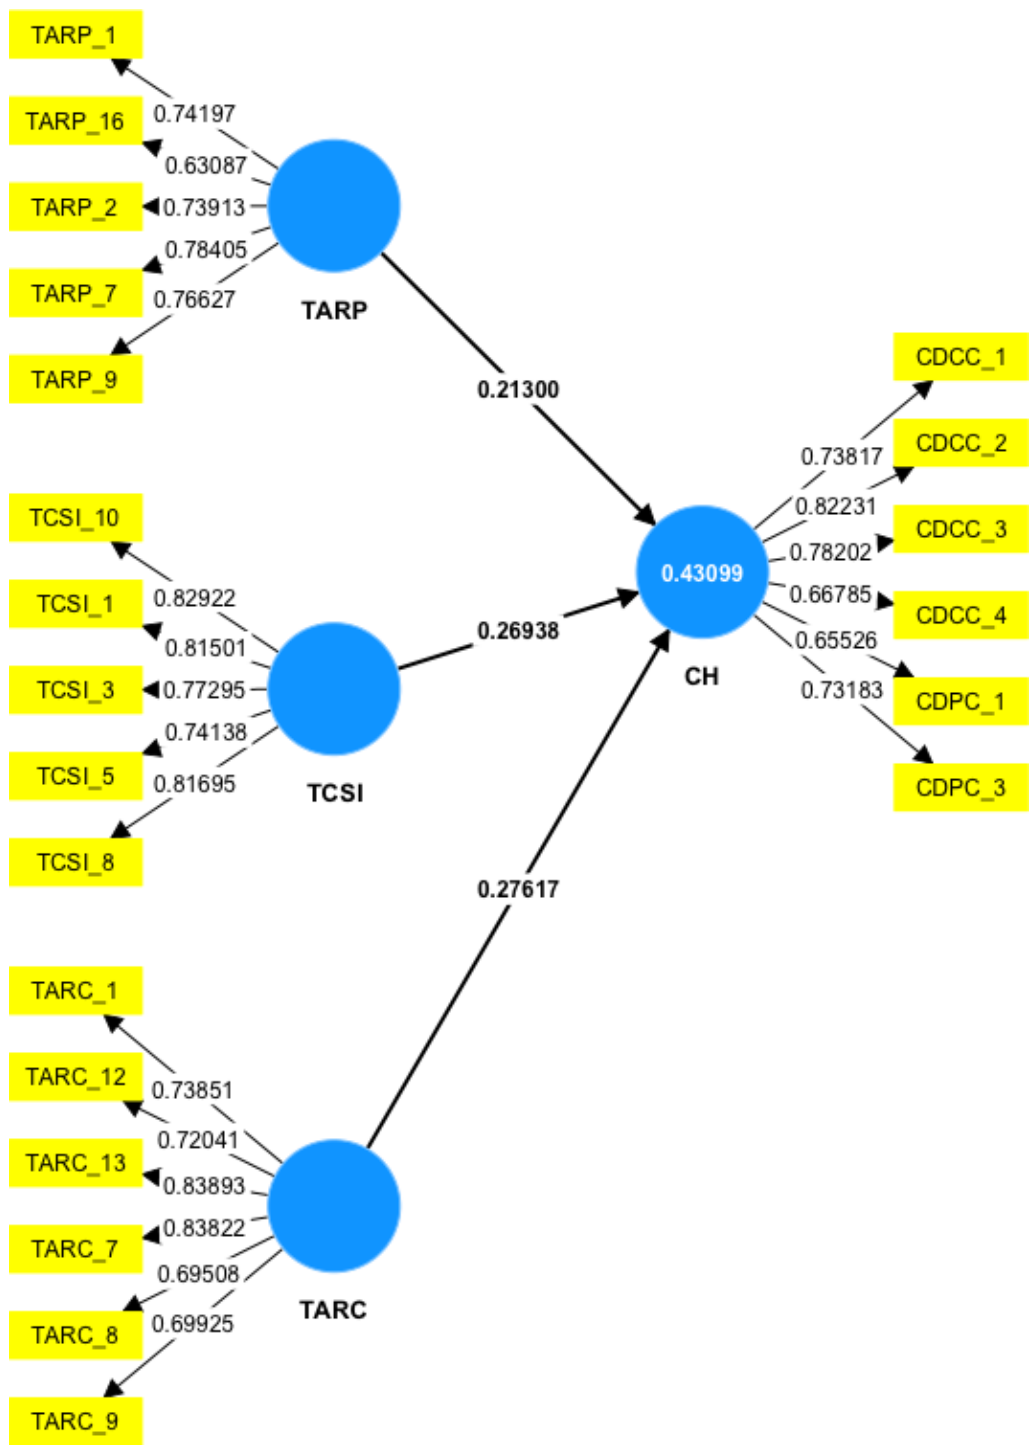 TARP_1
TARP_16
TARP_2
TARP_7
TARP_9
0.74197
0.63087
0.73913
0.78405
0.76627
TARP
TCSI_10
TCSI_1
TCSI_3
TCSI_5
TCSI_8
0.82922
0.81501
0.77295
0.74138
0.81695
TCSI
TARC_1
TARC_12
TARC_13
TARC_7
TARC_8
TARC_9
0.73851
0.72041
0.83893
0.83822
0.69508
0.69925
TARC
0.21300
0.26938
0.27617
0.43099
CH
0.73817
0.82231
0.78202
0.66785
0.65526
0.73183
CDCC_1
CDCC_2
CDCC_3
CDCC_4
CDPC_1
CDPC_3